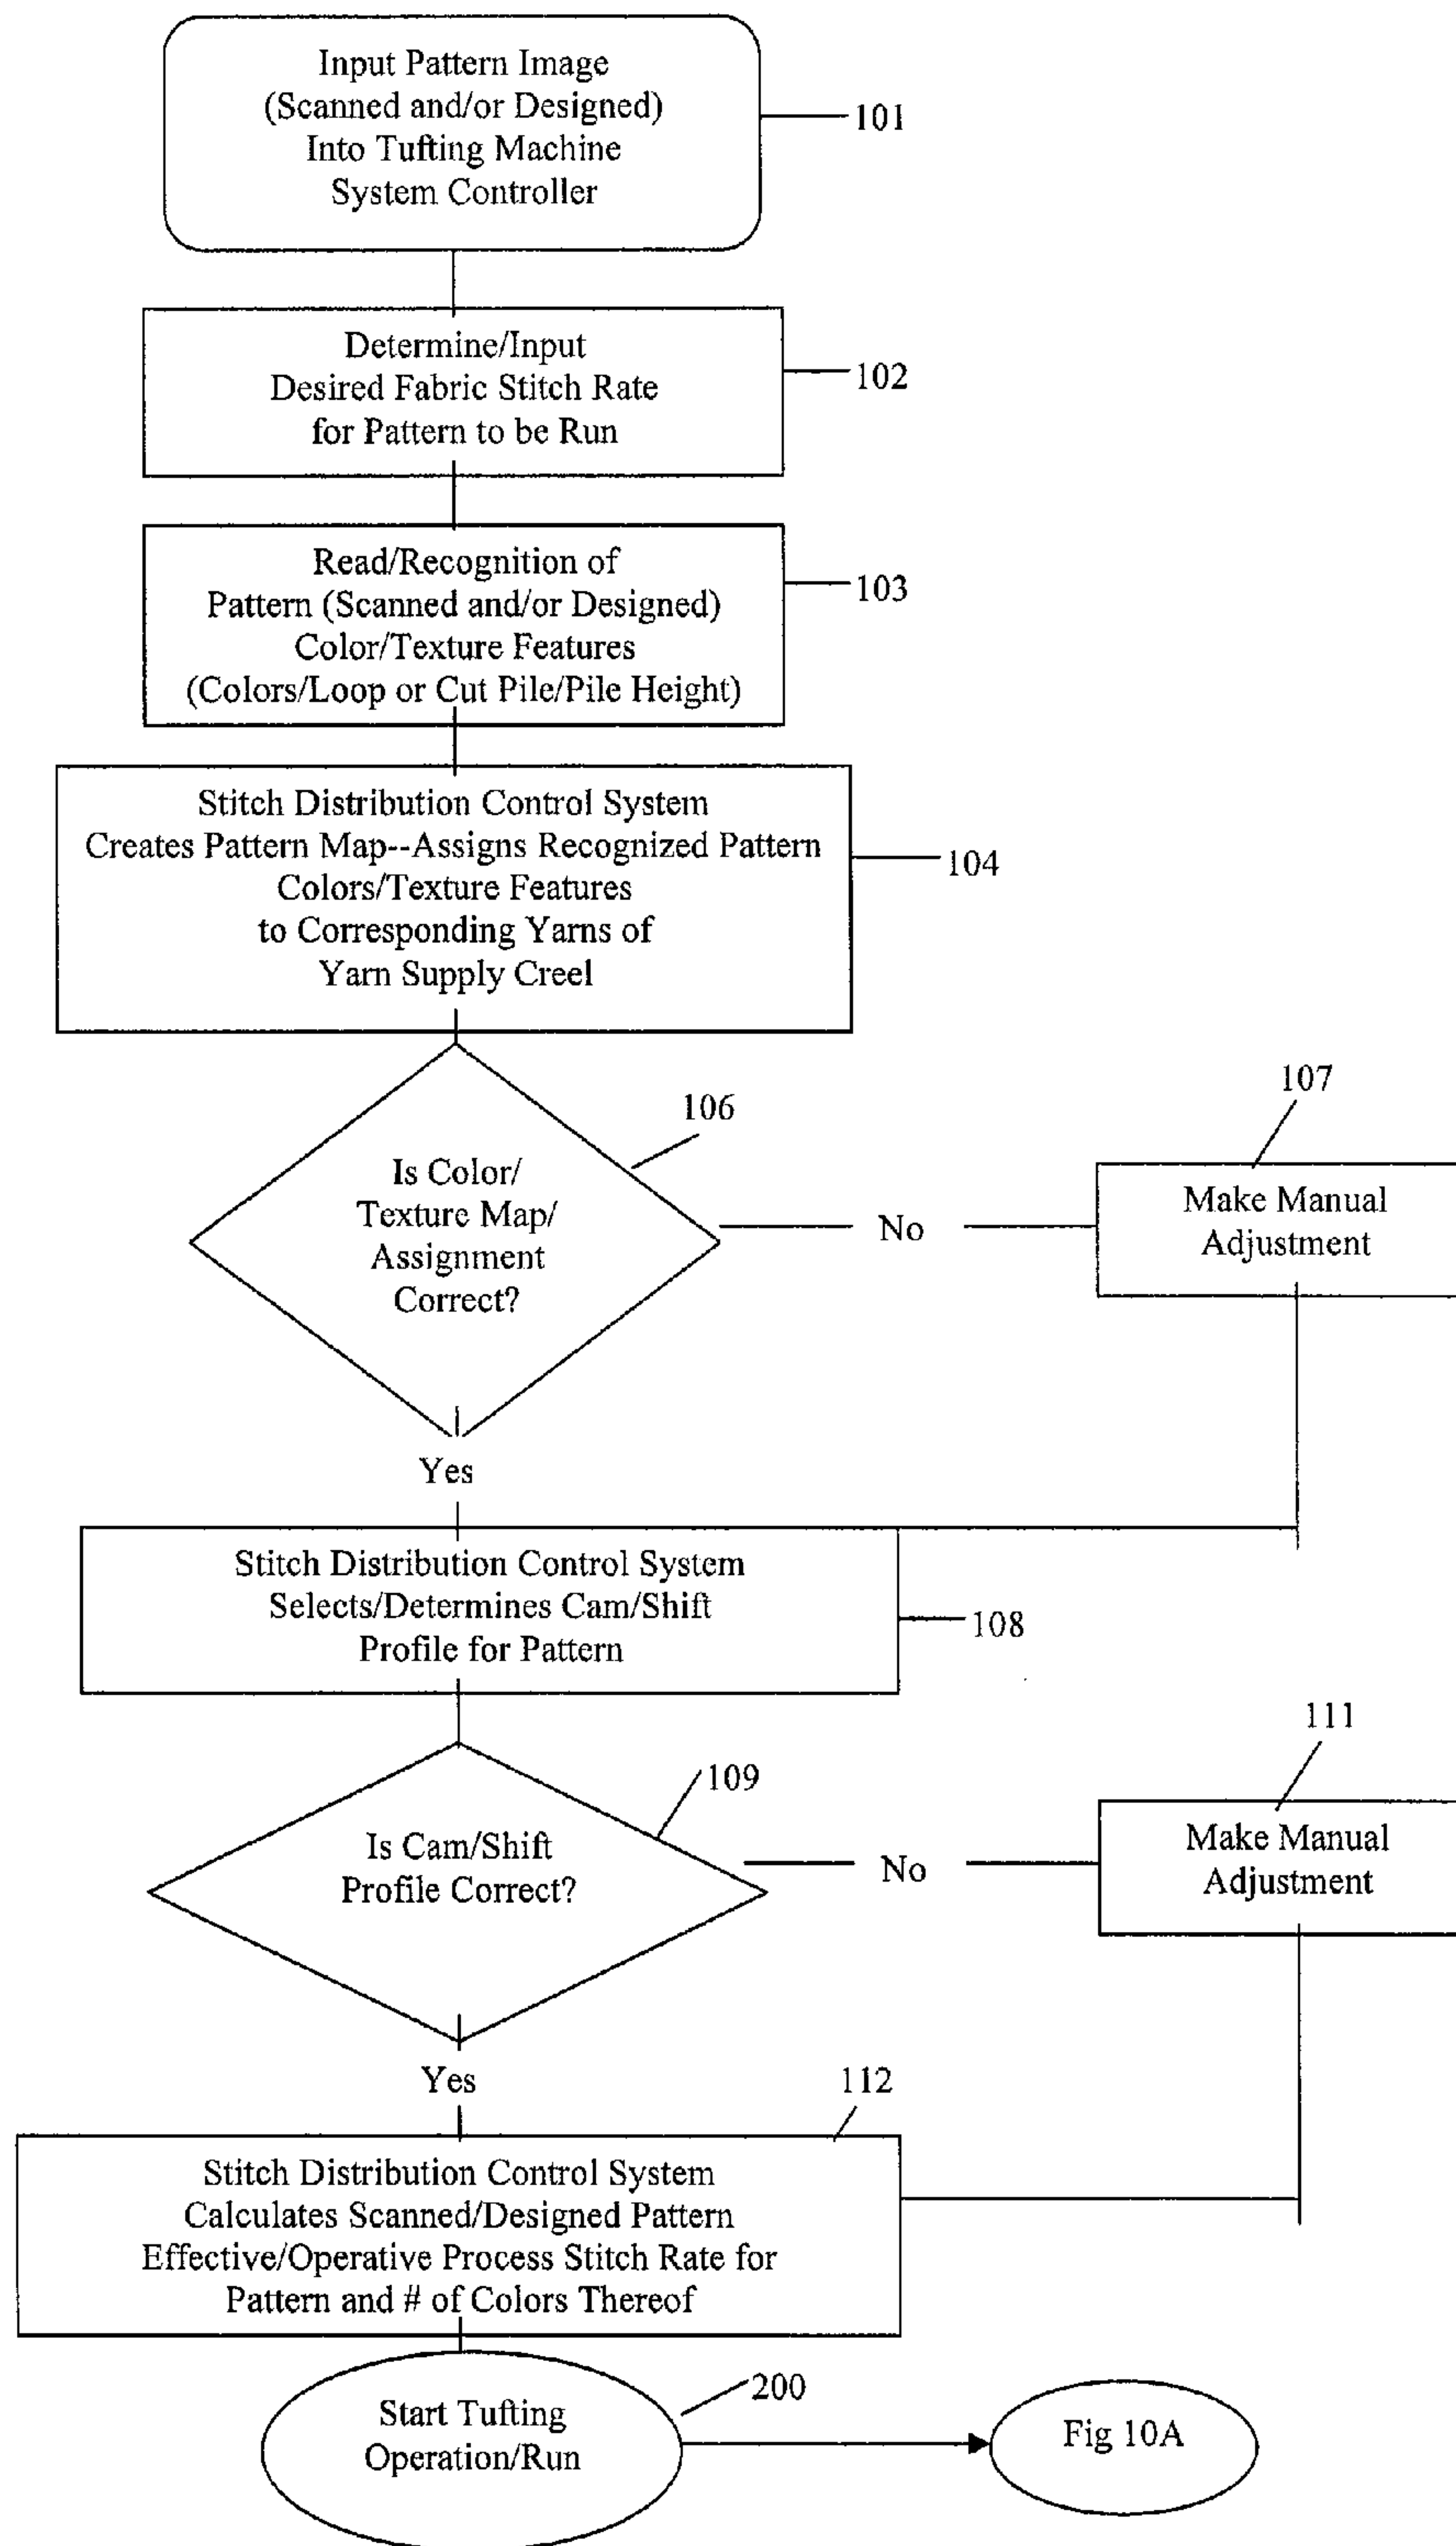 Input Pattern Image
(Scanned and/or Designed)
Into Tufting Machine
System Controller
101
Determine/Input
Desired Fabric Stitch Rate
for Pattern to be Run
102
Read/Recognition of
Pattern (Scanned and/or Designed)
Color/Texture Features
(Colors/Loop or Cut Pile/Pile Height)
103
Stitch Distribution Control System
Creates Pattern Map--Assigns Recognized Pattern
Colors/Texture Features
to Corresponding Yarns of
Yarn Supply Creel
104
106
Is Color/
Texture Map/
Assignment
Correct?
No
107
Make Manual
Adjustment
Yes
Stitch Distribution Control System
Selects/Determines Cam/Shift
Profile for Pattern
108
109
Is Cam/Shift
Profile Correct?
No
111
Make Manual
Adjustment
Yes
112
Stitch Distribution Control System
Calculates Scanned/Designed Pattern
Effective/Operative Process Stitch Rate for
Pattern and # of Colors Thereof
200
Start Tufting
Operation/Run
Fig 10A